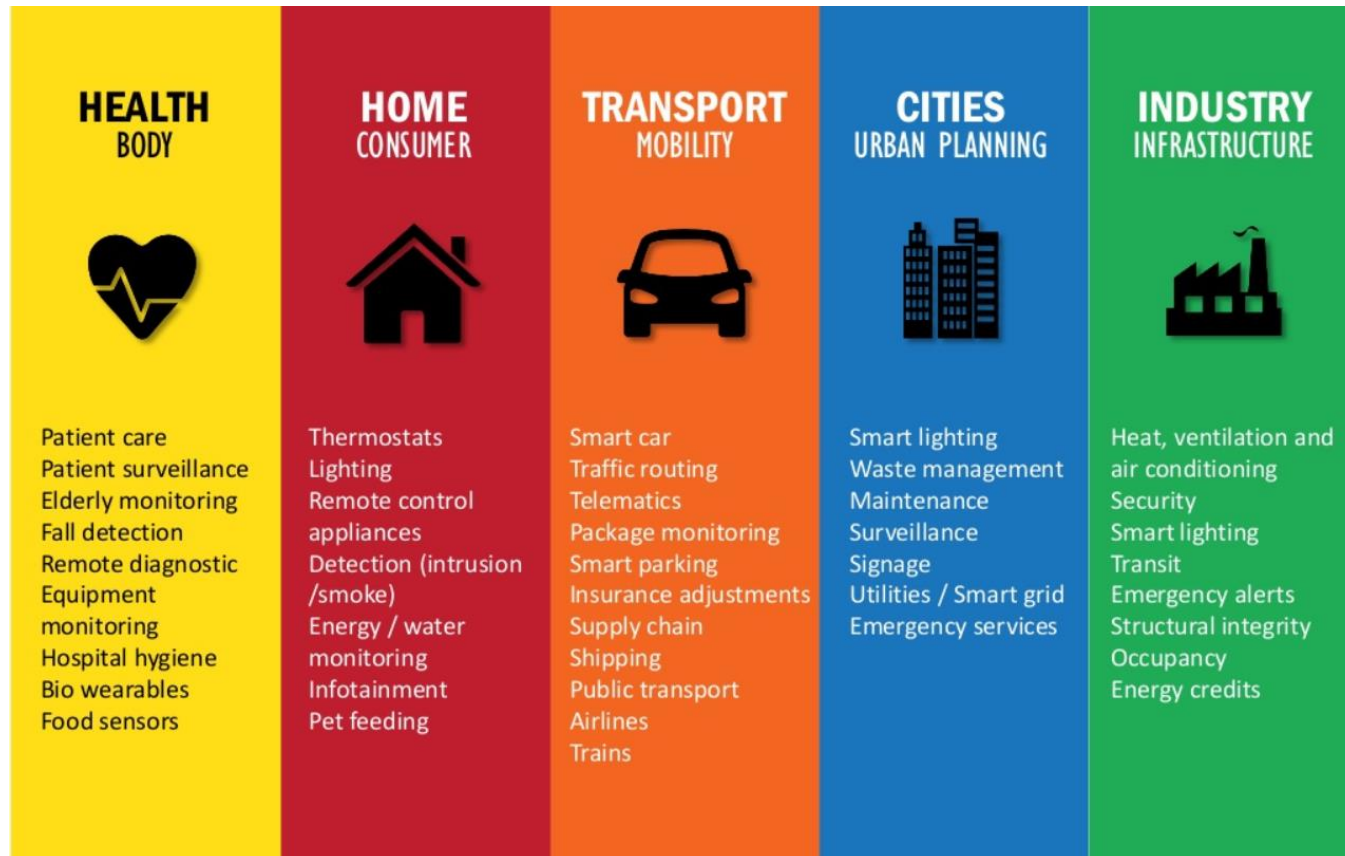 HEALTH
BODY
Patient care
Patient surveillance
Elderly monitoring
Fall detection
Remote diagnostic
Equipment
monitoring
Hospital hygiene
Bio wearables
Food sensors
HOME
CONSUMER
Thermostats
Lighting
Remote control
appliances
Detection (intrusion
/smoke)
Energy / water
monitoring
Infotainment
Pet feeding
TRANSPORT
MOBILITY
Smart car
Traffic routing
Telematics
Package monitoring
Smart parking
Insurance adjustments
Supply chain
Shipping
Public transport
Airlines
Trains
CITIES
URBAN PLANNING
Smart lighting
Waste management
Maintenance
Surveillance
Signage
Utilities / Smart grid
Emergency services
INDUSTRY
INFRASTRUCTURE
Heat, ventilation and
air conditioning
Security
Smart lighting
Transit
Emergency alerts
Structural integrity
Occupancy
Energy credits